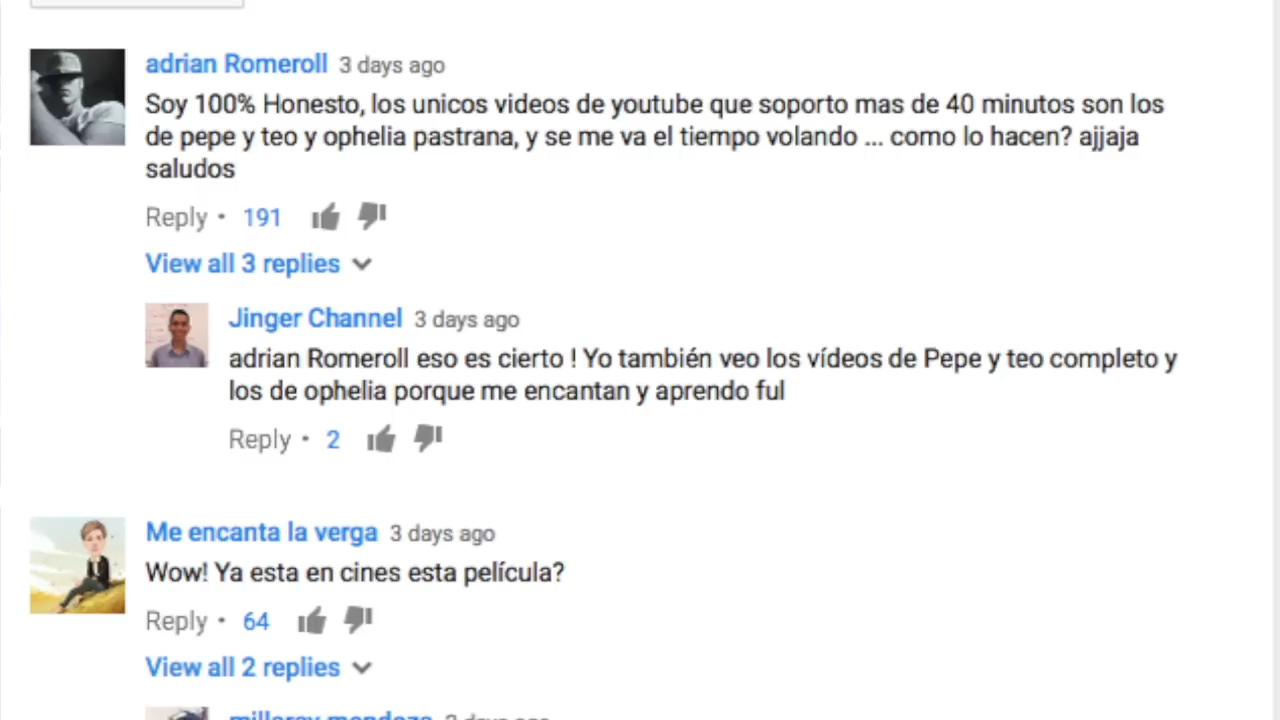 adrian Romeroll 3 days ago
Soy 100% Honesto, los unicos videos de youtube que soporto mas de 40 minutos son los
de pepe y teo y ophelia pastrana, y se me va el tiempo volando ... como lo hacen? ajjaja
saludos
Reply • 191
View all 3 replies
Jinger Channel 3 days ago
adrian Romeroll eso es cierto ! Yo también veo los vídeos de Pepe y teo completo y
los de ophelia porque me encantan y aprendo ful
Reply • 2
Me encanta la verga 3 days ago
Wow! Ya esta en cines esta película?
Reply • 64
View all 2 replies